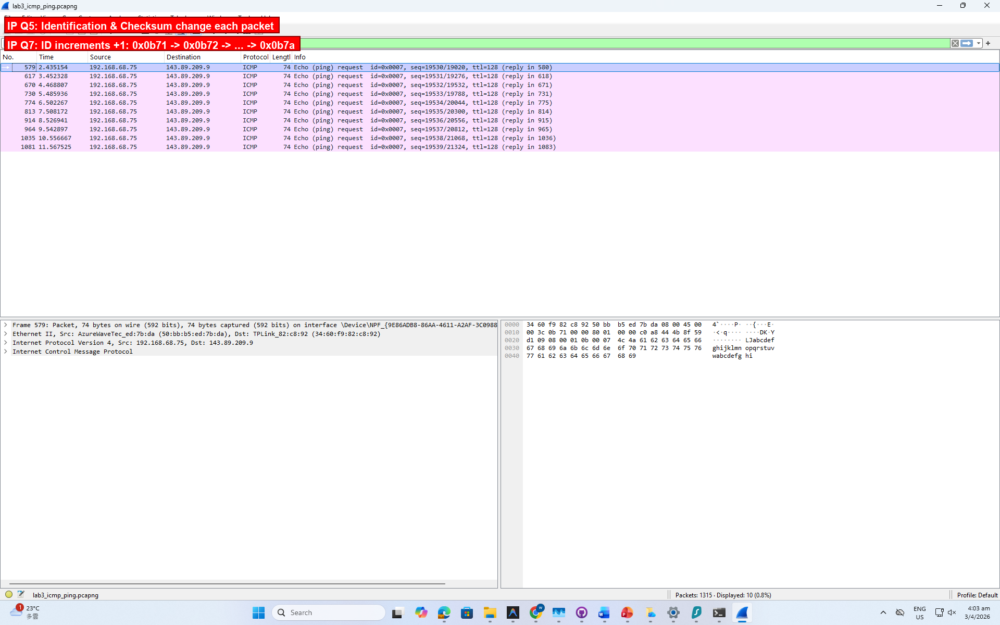 lab3_icmp_ping.pcapng
IP Q5: Identification & Checksum change each packet
IP Q7: ID increments +1: 0x0b71 -> 0x0b72 -> ... -> 0x0b7a
No. Time Source Destination Protocol Lengtl Info
579 2.435154 192.168.68.75 143.89.209.9 ICMP 74 Echo (ping) request id=0x0007, seq=19530/19020, ttl=128 (reply in 580)
617 3.452328 192.168.68.75 143.89.209.9 ICMP 74 Echo (ping) request id=0x0007, seq=19531/19276, ttl=128 (reply in 618)
670 4.468807 192.168.68.75 143.89.209.9 ICMP 74 Echo (ping) request id=0x0007, seq=19532/19532, ttl=128 (reply in 671)
730 5.485936 192.168.68.75 143.89.209.9 ICMP 74 Echo (ping) request id=0x0007, seq=19533/19788, ttl=128 (reply in 731)
774 6.502267 192.168.68.75 143.89.209.9 ICMP 74 Echo (ping) request id=0x0007, seq=19534/20044, ttl=128 (reply in 775)
813 7.508172 192.168.68.75 143.89.209.9 ICMP 74 Echo (ping) request id=0x0007, seq=19535/20300, ttl=128 (reply in 814)
914 8.526941 192.168.68.75 143.89.209.9 ICMP 74 Echo (ping) request id=0x0007, seq=19536/20556, ttl=128 (reply in 915)
964 9.542897 192.168.68.75 143.89.209.9 ICMP 74 Echo (ping) request id=0x0007, seq=19537/20812, ttl=128 (reply in 965)
1035 10.556667 192.168.68.75 143.89.209.9 ICMP 74 Echo (ping) request id=0x0007, seq=19538/21068, ttl=128 (reply in 1036)
1081 11.567525 192.168.68.75 143.89.209.9 ICMP 74 Echo (ping) request id=0x0007, seq=19539/21324, ttl=128 (reply in 1083)
Frame 579: Packet, 74 bytes on wire (592 bits), 74 bytes captured (592 bits) on interface \Device\NPF_{9E86ADB8-86AA-4611-A2AF-3C0988
Ethernet II, Src: AzureWaveTec_ed:7b:da (50:bb:b5:ed:7b:da), Dst: TPLink_82:c8:92 (34:60:f9:82:c8:92)
Internet Protocol Version 4, Src: 192.168.68.75, Dst: 143.89.209.9
Internet Control Message Protocol
0000 34 60 f9 82 c8 92 50 bb b5 ed 7b da 08 00 45 00 4`····P· ··{···E·
0010 00 3c 0b 71 00 00 80 01 00 00 c0 a8 44 4b 8f 59 ·<·q···· ····DK·Y
0020 d1 09 08 00 01 0b 00 07 4c 4a 61 62 63 64 65 66 ········ LJabcdef
0030 67 68 69 6a 6b 6c 6d 6e 6f 70 71 72 73 74 75 76 ghijklmn opqrstuv
0040 77 61 62 63 64 65 66 67 68 69 wabcdefg hi
lab3_icmp_ping.pcapng
Packets: 1315 · Displayed: 10 (0.8%)
Profile: Default
1
23°C
多雲
Search
W
ENG
US
4:03 am
3/4/2026